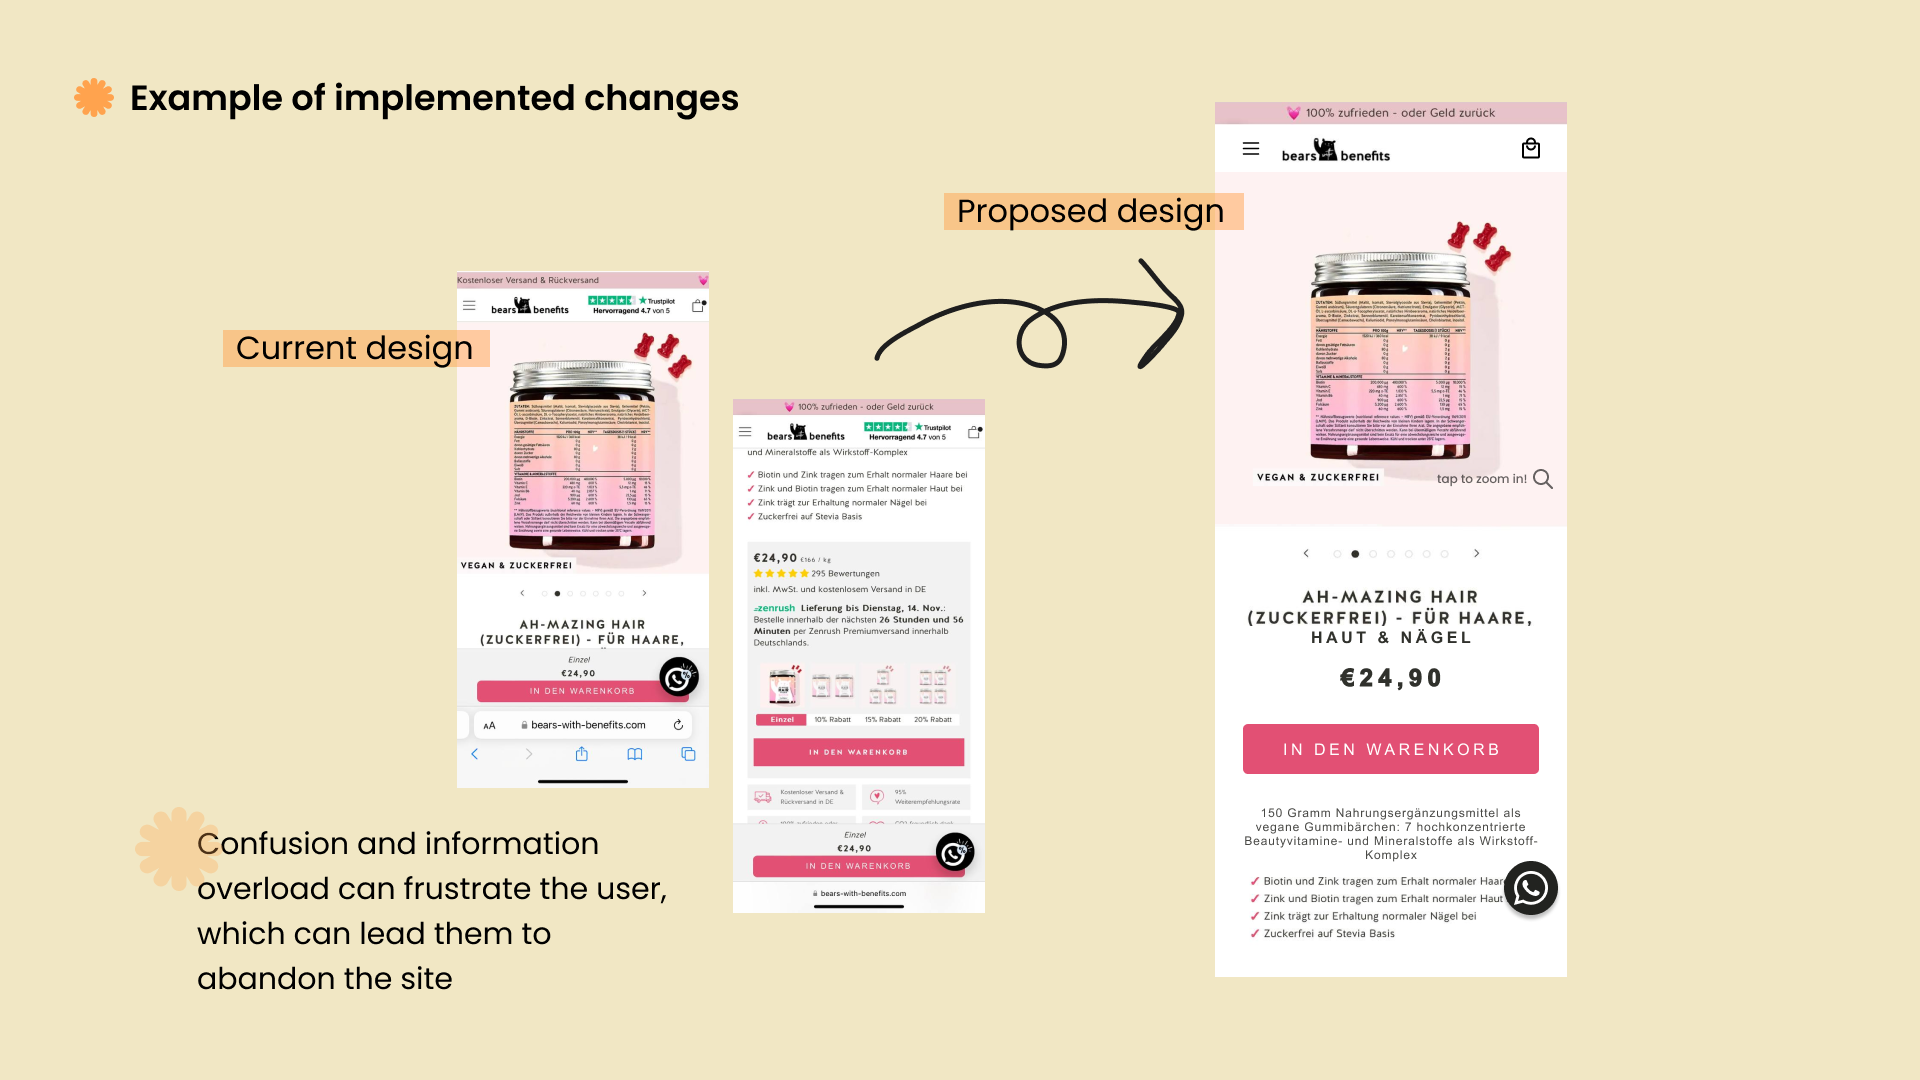 Example of implemented changes
Current design
Kostenloser Versand & Rückversand
bears benefits
Trustpilot
Hervorragend 4.7 von 5
VEGAN & ZUCKERFREI
AH-MAZING HAIR
(ZUCKERFREI) - FÜR HAARE,
Einzel
€24,90
IN DEN WARENKORB
AA bears-with-benefits.com
Confusion and information
overload can frustrate the user,
which can lead them to
abandon the site
100% zufrieden - oder Geld zurück
bears benefits
Trustpilot
Hervorragend 4.7 von 5
und Mineralstoffe als Wirkstoff-Komplex
✓ Biotin und Zink tragen zum Erhalt normaler Haare bei
✓ Zink und Biotin tragen zum Erhalt normaler Haut bei
✓ Zink trägt zur Erhaltung normaler Nägel bei
✓ Zuckerfrei auf Stevia Basis
€24,90 €166 / kg
295 Bewertungen
inkl. MwSt. und kostenlosem Versand in DE
zenrush Lieferung bis Dienstag, 14. Nov.:
Bestelle innerhalb der nächsten 26 Stunden und 56
Minuten per Zenrush Premiumversand innerhalb
Deutschlands.
Einzel 10% Rabatt 15% Rabatt 20% Rabatt
IN DEN WARENKORB
Kostenloser Versand &
Rückversand in DE
95%
Weiterempfehlungsrate
Einzel
€24,90
IN DEN WARENKORB
bears-with-benefits.com
Proposed design
100% zufrieden - oder Geld zurück
bears benefits
VEGAN & ZUCKERFREI
tap to zoom in!
AH-MAZING HAIR
(ZUCKERFREI) - FÜR HAARE,
HAUT & NÄGEL
€24,90
IN DEN WARENKORB
150 Gramm Nahrungsergänzungsmittel als
vegane Gummibärchen: 7 hochkonzentrierte
Beautyvitamine- und Mineralstoffe als Wirkstoff-
Komplex
✓ Biotin und Zink tragen zum Erhalt normaler Haar
✓ Zink und Biotin tragen zum Erhalt normaler Haut
✓ Zink trägt zur Erhaltung normaler Nägel bei
✓ Zuckerfrei auf Stevia Basis